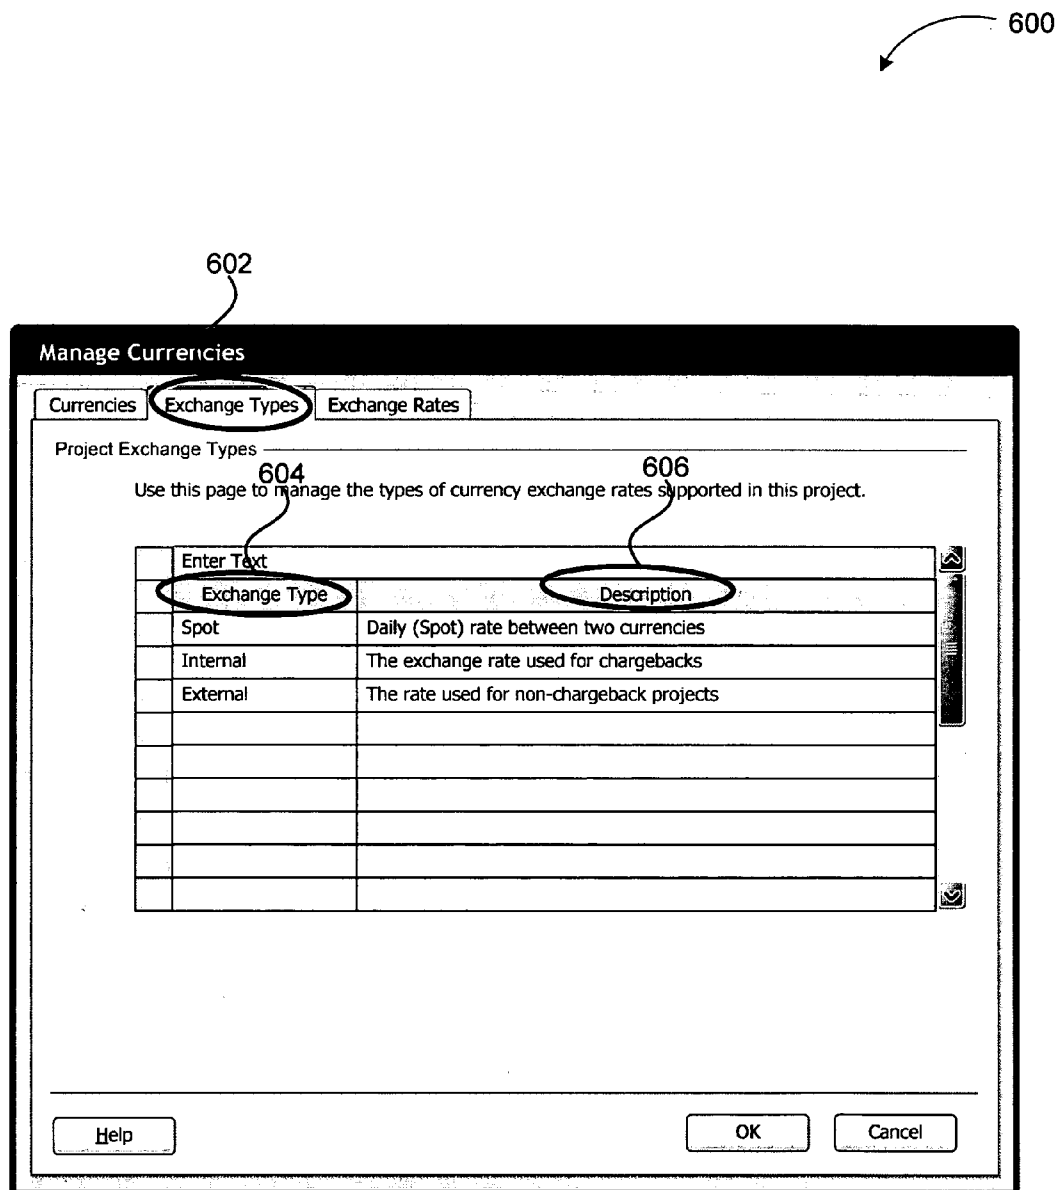 600
602
Manage Currencies
Currencies Exchange Types Exchange Rates
Project Exchange Types
604 606
Use this page to manage the types of currency exchange rates supported in this project.
Enter Text
Exchange Type Description
Spot Daily (Spot) rate between two currencies
Internal The exchange rate used for chargebacks
External The rate used for non-chargeback projects
Help OK Cancel